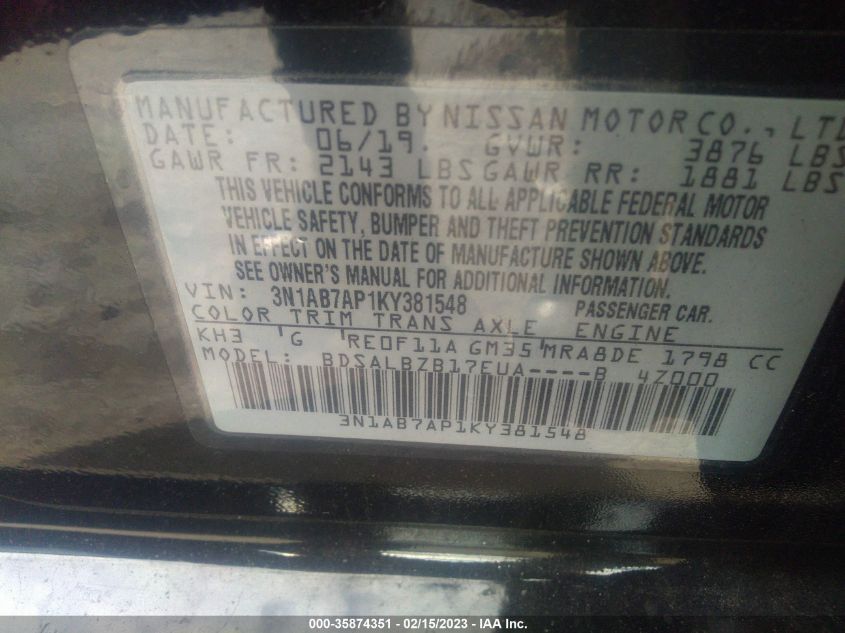 MANUFACTURED BY NISSAN MOTOR CO., LTD
DATE: 06/19. GVWR: 3876 LBS
GAWR FR: 2143 LBS GAWR RR: 1881 LBS
THIS VEHICLE CONFORMS TO ALL APPLICABLE FEDERAL MOTOR
VEHICLE SAFETY, BUMPER AND THEFT PREVENTION STANDARDS
IN EFFECT ON THE DATE OF MANUFACTURE SHOWN ABOVE.
SEE OWNER'S MANUAL FOR ADDITIONAL INFORMATION.
VIN: 3N1AB7AP1KY381548 PASSENGER CAR.
COLOR TRIM TRANS AXLE ENGINE
KH3 G RE0F11A GM35 MRA8DE 1798 CC
MODEL: BDSALBZB17EUA----B 4Z000
3N1AB7AP1KY381548
000-35874351 - 02/15/2023 - IAA Inc.